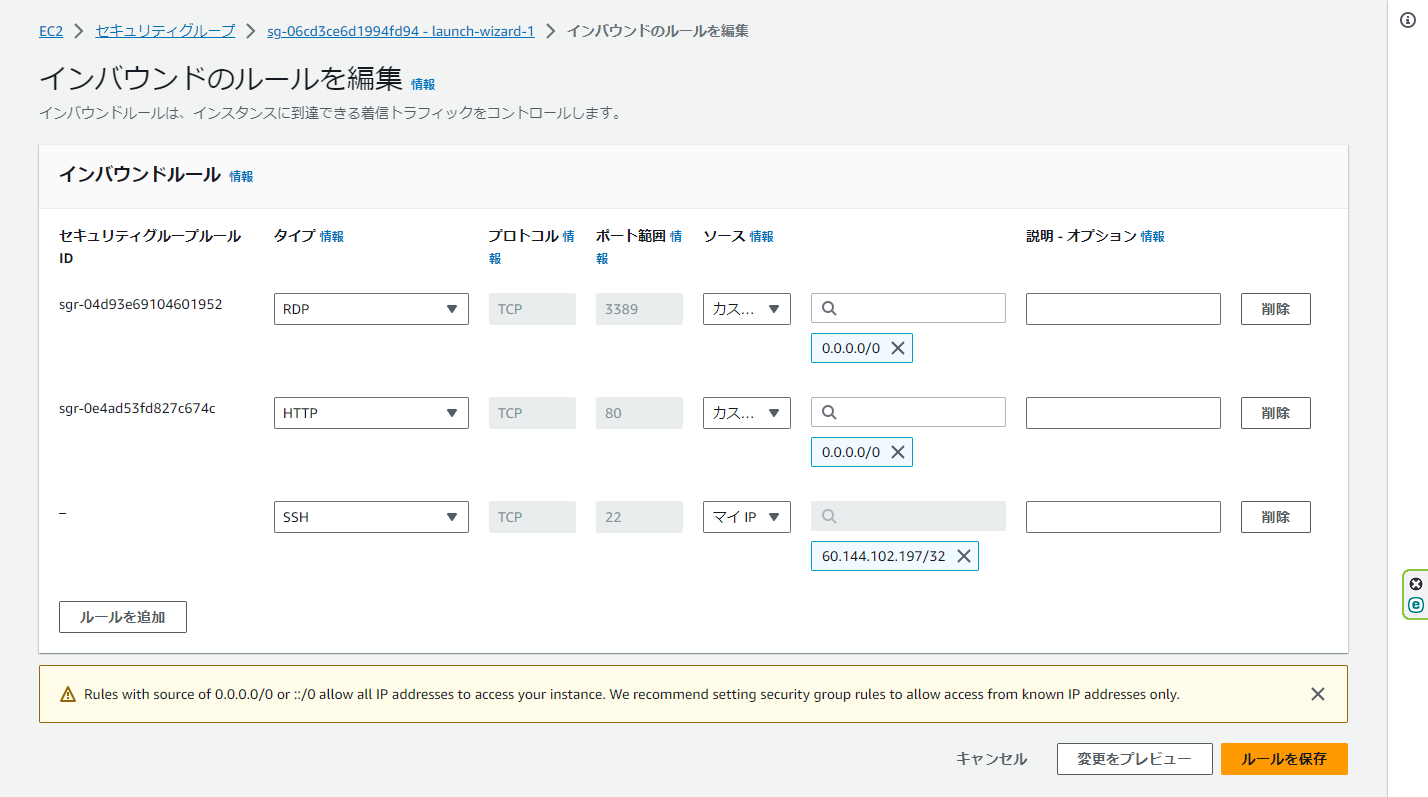 EC2 > セキュリティグループ > sg-06cd3ce6d1994fd94 - launch-wizard-1 > インバウンドのルールを編集
インバウンドのルールを編集 情報
インバウンドルールは、インスタンスに到達できる着信トラフィックをコントロールします。
インバウンドルール 情報
セキュリティグループルール ID タイプ 情報 プロトコル 情報 ポート範囲 情報 ソース 情報 説明 - オプション 情報
sgr-04d93e69104601952 RDP TCP 3389 カス... 削除
0.0.0.0/0
sgr-0e4ad53fd827c674c HTTP TCP 80 カス... 削除
0.0.0.0/0
– SSH TCP 22 マイ IP 削除
60.144.102.197/32
ルールを追加
Rules with source of 0.0.0.0/0 or ::/0 allow all IP addresses to access your instance. We recommend setting security group rules to allow access from known IP addresses only.
キャンセル 変更をプレビュー ルールを保存